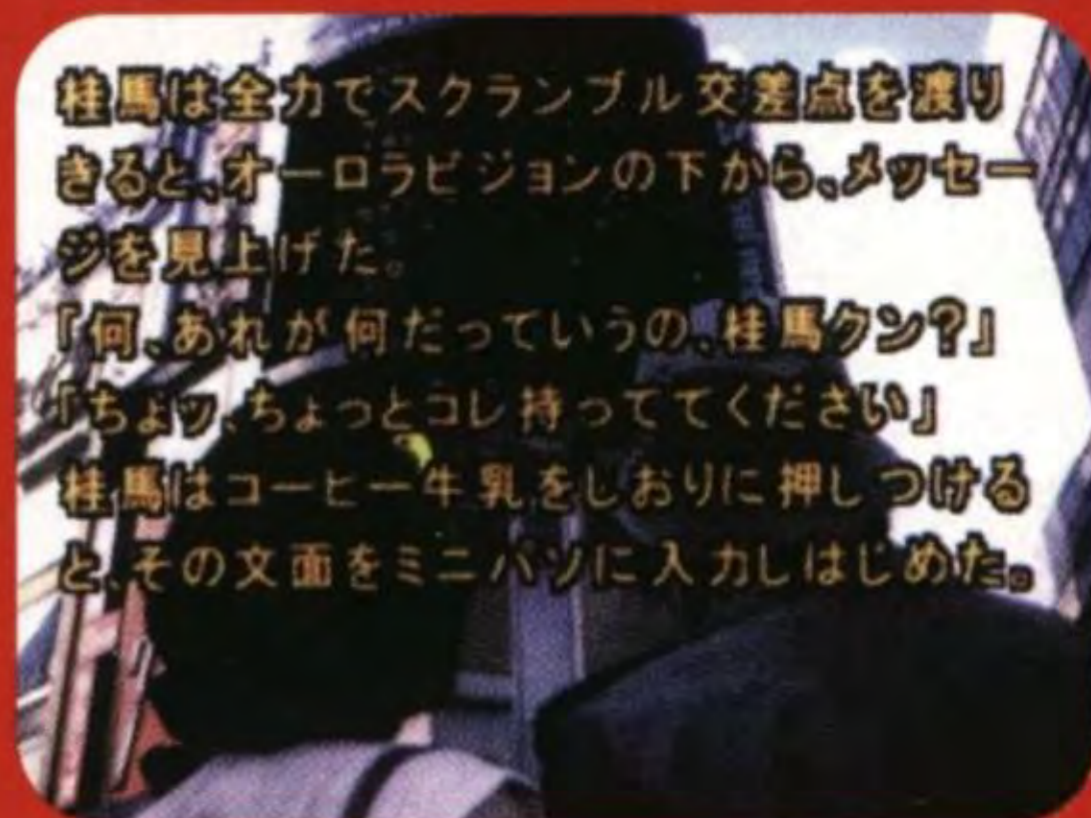 桂馬は全力でスクランブル交差点を渡り
きると、オーロラビジョンの下から、メッセー
ジを見上げた。
「何、あれが何だっていうの、桂馬クン？」
「ちょッ、ちょっとコレ持っててください」
桂馬はコーヒー牛乳をしおりに押しつける
と、その文面をミニパソに入力しはじめた。